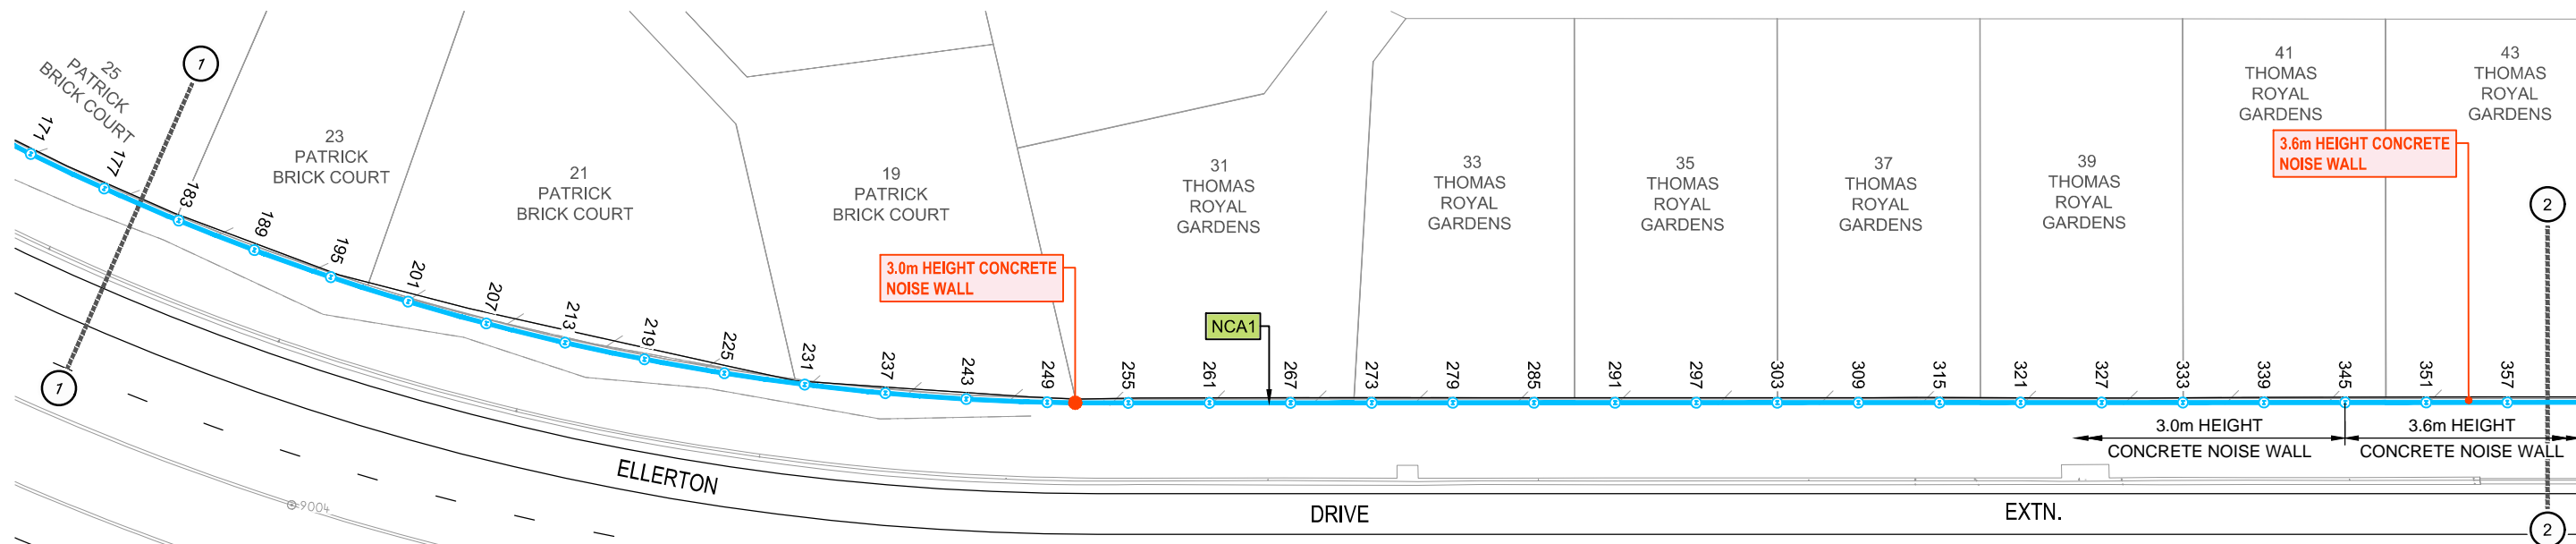 1
25
PATRICK
BRICK COURT
23
PATRICK
BRICK COURT
21
PATRICK
BRICK COURT
19
PATRICK
BRICK COURT
31
THOMAS
ROYAL
GARDENS
33
THOMAS
ROYAL
GARDENS
35
THOMAS
ROYAL
GARDENS
37
THOMAS
ROYAL
GARDENS
39
THOMAS
ROYAL
GARDENS
41
THOMAS
ROYAL
GARDENS
43
THOMAS
ROYAL
GARDENS
3.6m HEIGHT CONCRETE
NOISE WALL
2
3.0m HEIGHT CONCRETE
NOISE WALL
NCA1
171
177
183
189
195
201
207
213
219
225
231
237
243
249
255
261
267
273
279
285
291
297
303
309
315
321
327
333
339
345
351
357
1
3.0m HEIGHT
CONCRETE NOISE WALL
3.6m HEIGHT
CONCRETE NOISE WALL
ELLERTON
DRIVE
EXTN.
9004
2